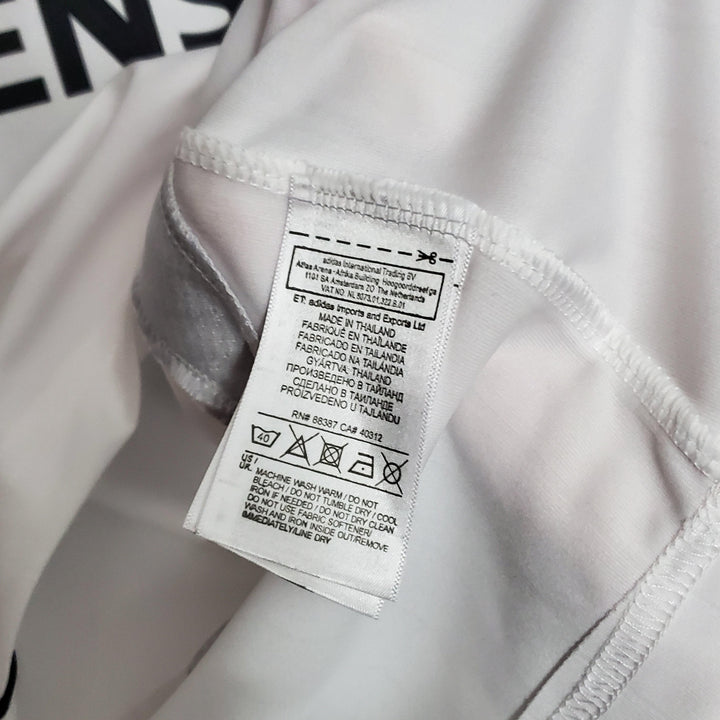 ENS
adidas International Trading BV
Atlas Arena - Afrika Building Hoogoorddreef 9a
1101 BA Amsterdam ZO The Netherlands
VAT NO: NL 8073.01.322.B.01
ET: adidas Imports and Exports Ltd
MADE IN THAILAND
FABRIQUÉ EN THAÏLANDE
FABRICADO EN TAILANDIA
FABRICADO NA TAILÂNDIA
GYÁRTVA: THAILAND
ПРОИЗВЕДЕНО В ТАЙЛАНД
СДЕЛАНО В ТАИЛАНДЕ
PROIZVEDENO U TAJLANDU
RN# 88387 CA# 40312
40
US /
UK. MACHINE WASH WARM / DO NOT
BLEACH / DO NOT TUMBLE DRY / COOL
IRON IF NEEDED / DO NOT DRY CLEAN
DO NOT USE FABRIC SOFTENER/
WASH AND IRON INSIDE OUT/REMOVE
IMMEDIATELY/LINE DRY